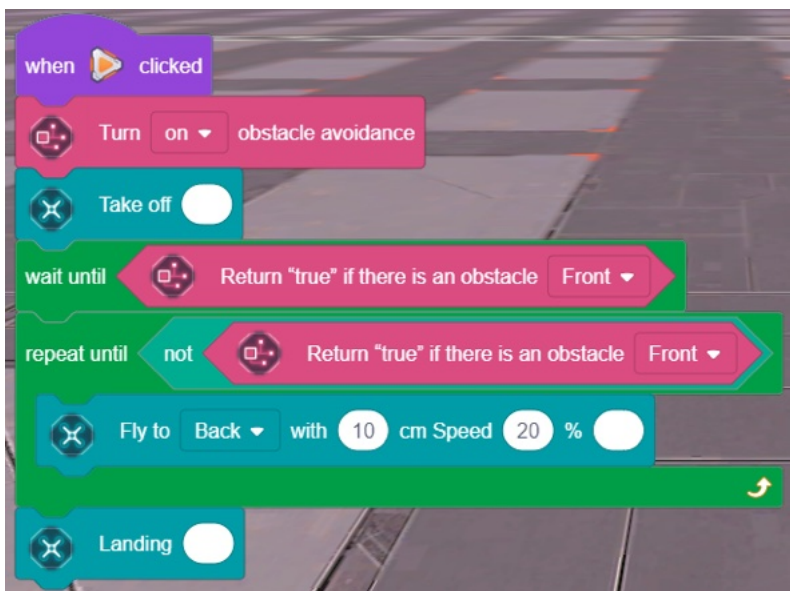 when clicked
Turn on obstacle avoidance
Take off
wait until Return “true” if there is an obstacle Front
repeat until not Return “true” if there is an obstacle Front
Fly to Back with 10 cm Speed 20 %
Landing